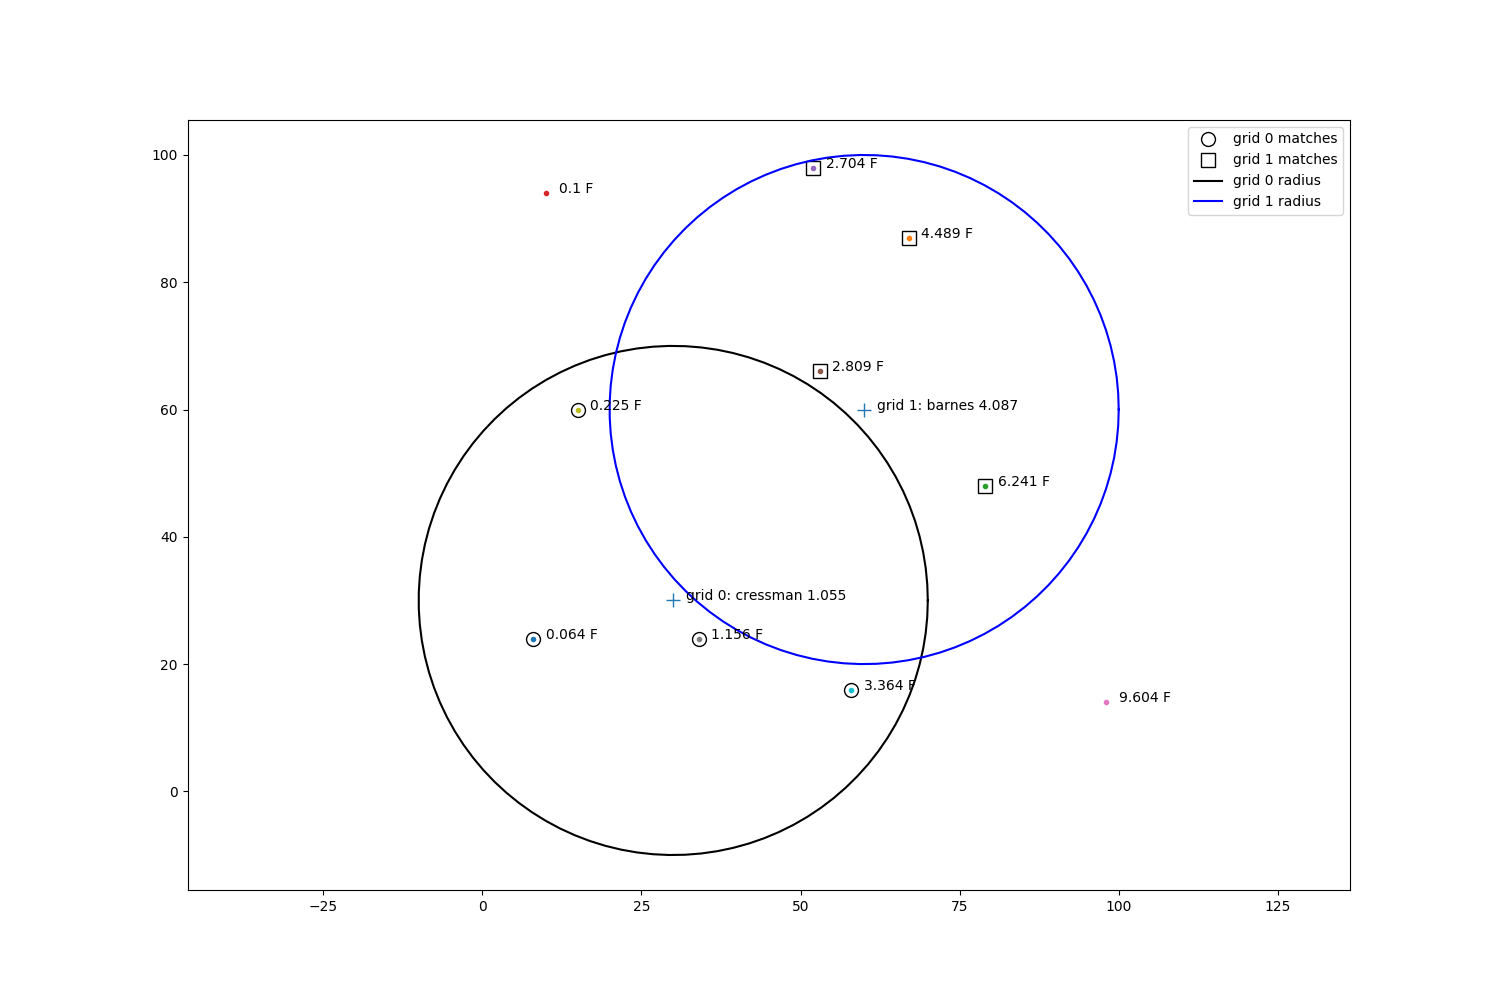 grid 0 matches
grid 1 matches
grid 0 radius
grid 1 radius
100
80
60
40
20
0
2.704 F
0.1 F
4.489 F
2.809 F
0.225 F
grid 1: barnes 4.087
6.241 F
grid 0: cressman 1.055
0.064 F
1.156 F
3.364 F
9.604 F
−25
0
25
50
75
100
125